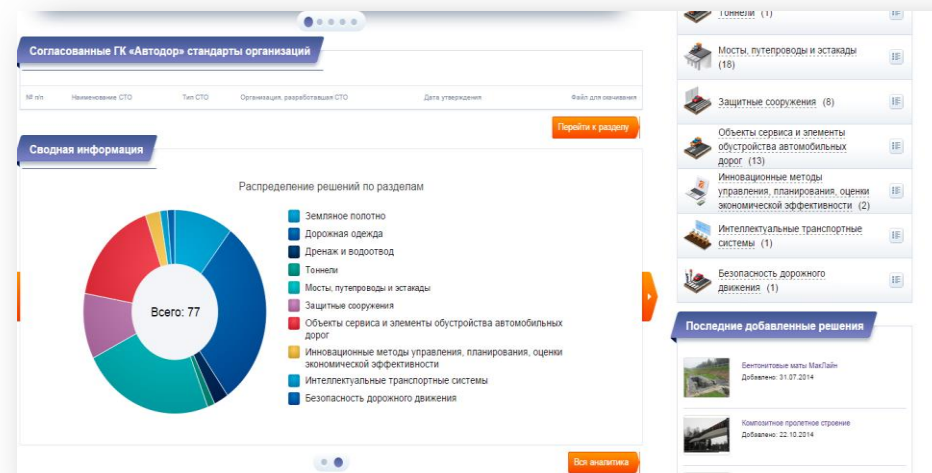 Согласованные ГК «Автодор» стандарты организаций
№ п/п Наименование СТО Тип СТО Организация, разработавшая СТО Дата утверждения Файл для скачивания
Перейти к разделу
Сводная информация
Распределение решений по разделам
Всего: 77
Земляное полотно
Дорожная одежда
Дренаж и водоотвод
Тоннели
Мосты, путепроводы и эстакады
Защитные сооружения
Объекты сервиса и элементы обустройства автомобильных
дорог
Инновационные методы управления, планирования, оценки
экономической эффективности
Интеллектуальные транспортные системы
Безопасность дорожного движения
Вся аналитика
Тоннели (1)
Мосты, путепроводы и эстакады
(18)
Защитные сооружения (8)
Объекты сервиса и элементы
обустройства автомобильных
дорог (13)
Инновационные методы
управления, планирования, оценки
экономической эффективности (2)
Интеллектуальные транспортные
системы (1)
Безопасность дорожного
движения (1)
Последние добавленные решения
Бентонитовые маты МакЛайн
Добавлено: 31.07.2014
Композитное пролетное строение
Добавлено: 22.10.2014